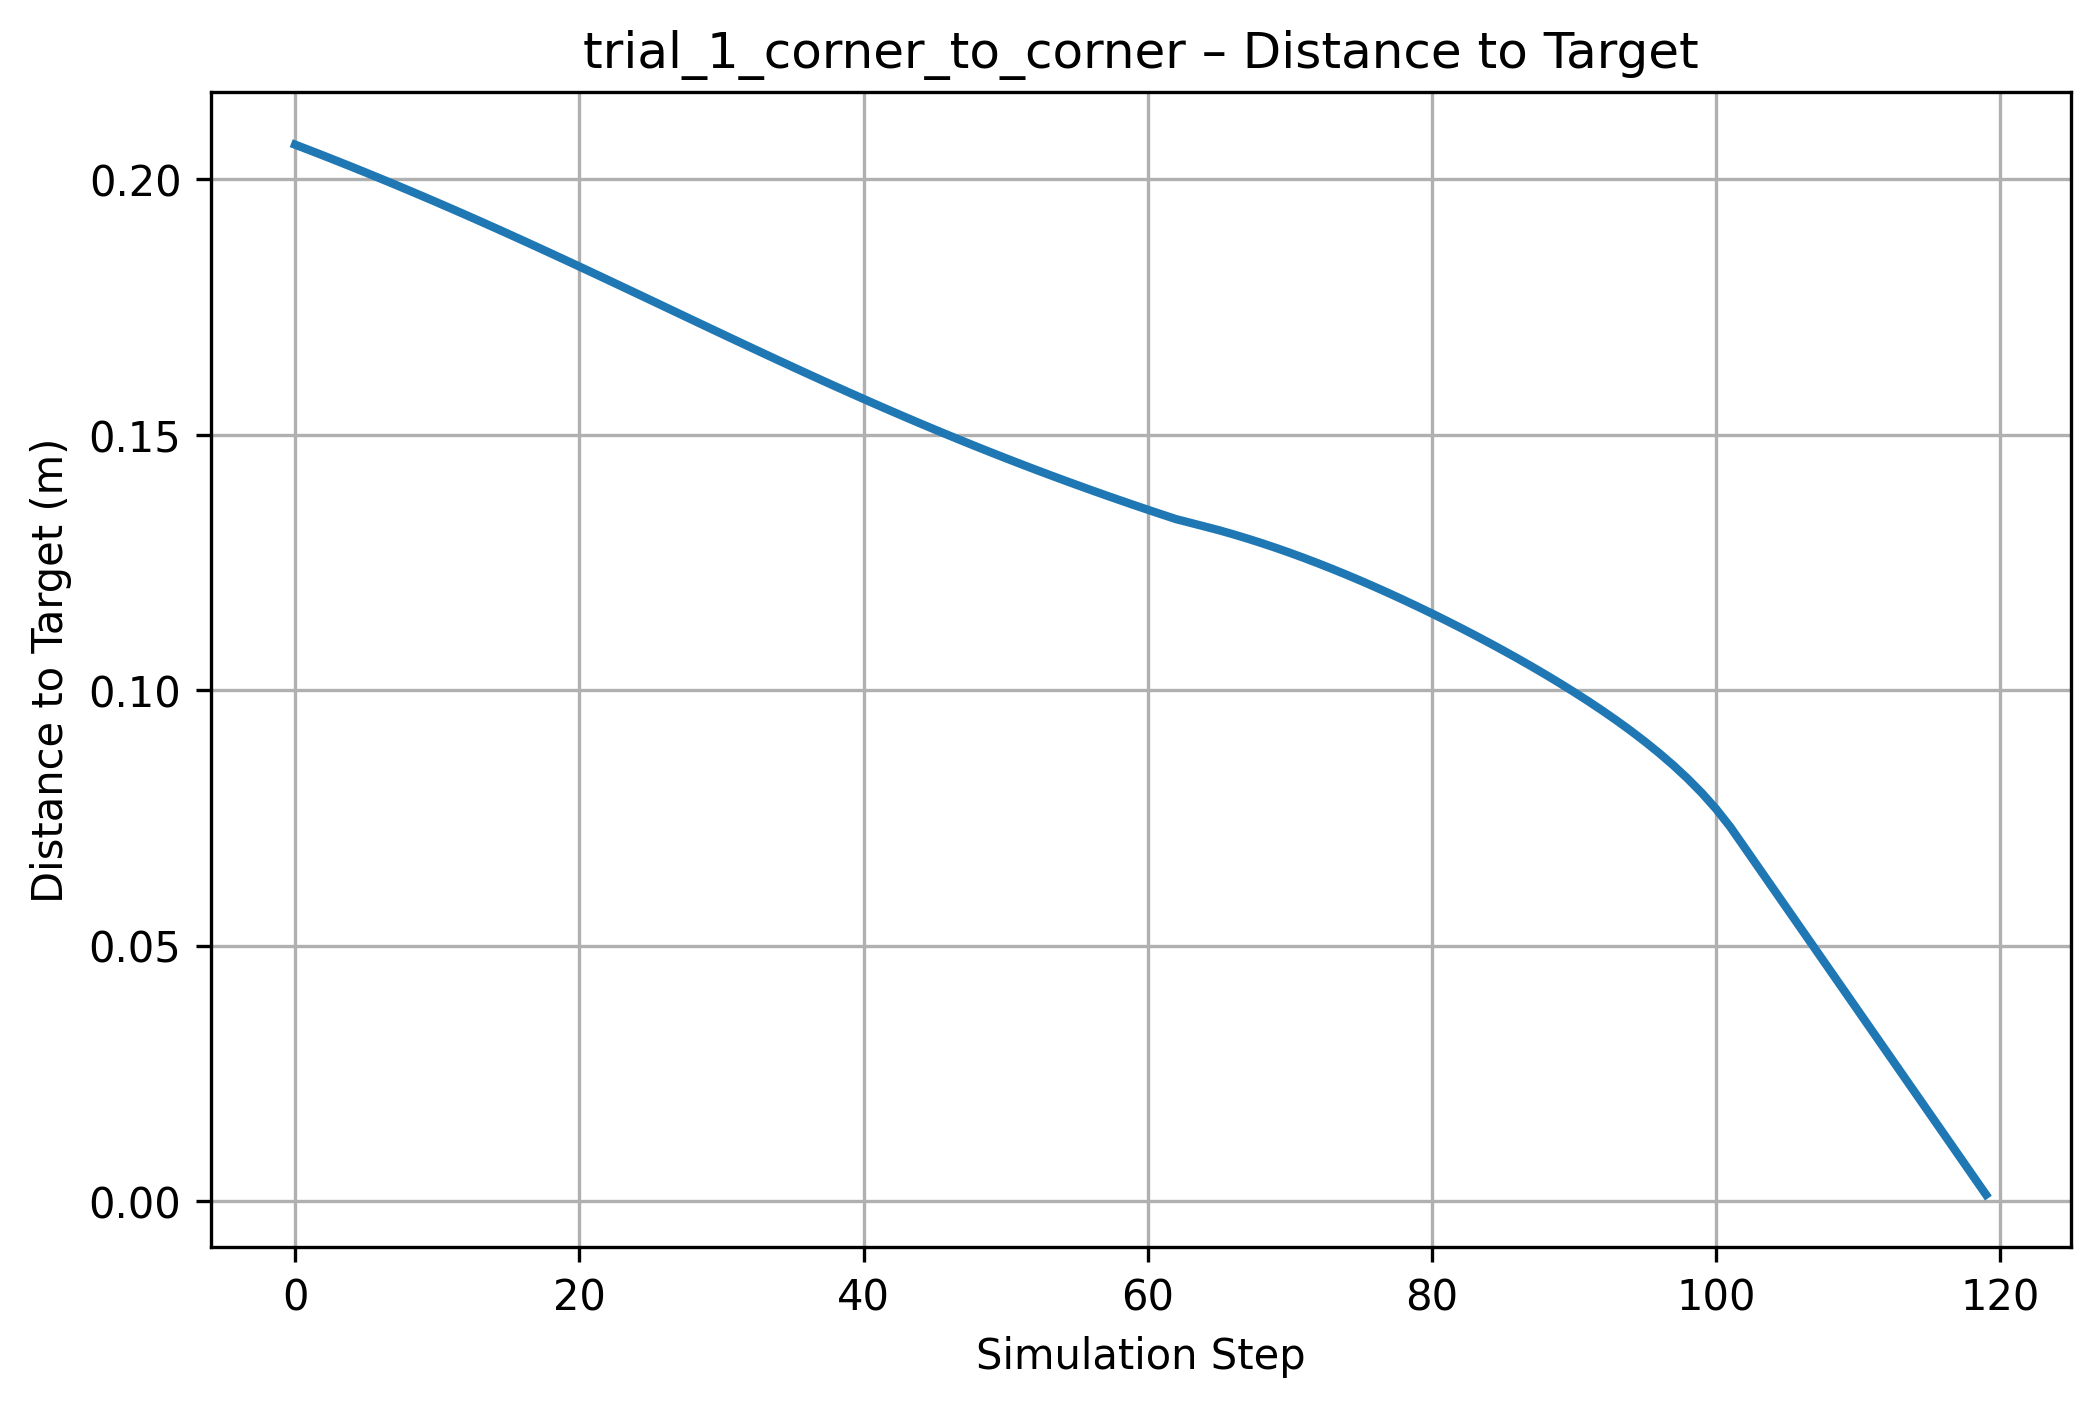 trial_1_corner_to_corner – Distance to Target
Distance to Target (m)
0.20
0.15
0.10
0.05
0.00
0 20 40 60 80 100 120
Simulation Step